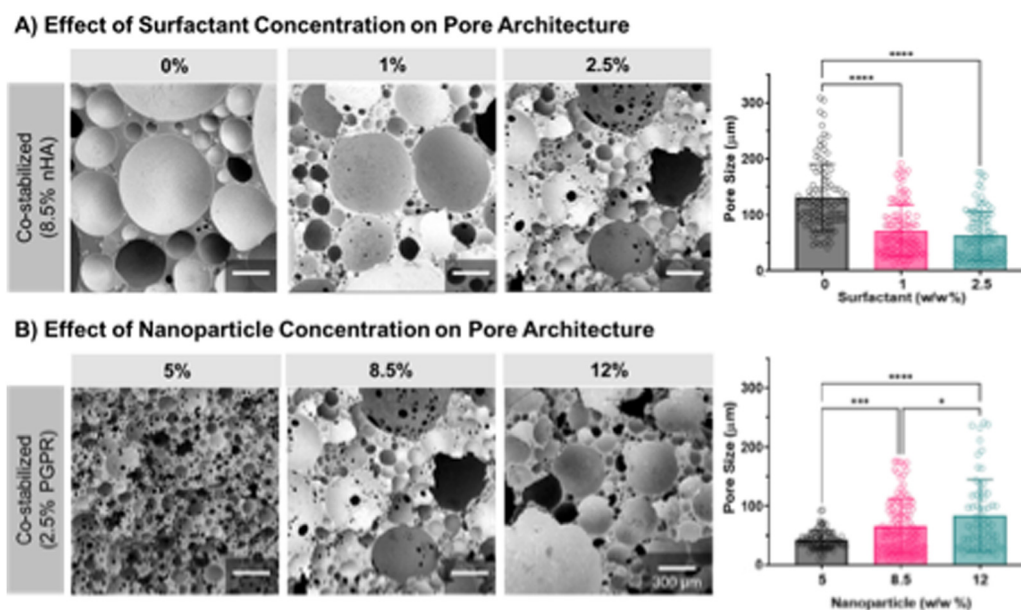 A) Effect of Surfactant Concentration on Pore Architecture
0% 1% 2.5%
Co-stabilized
(8.5% nHA)
Pore Size (μm)
300
200
100
0
**** 
****
0 1 2.5
Surfactant (w/w%)
B) Effect of Nanoparticle Concentration on Pore Architecture
5% 8.5% 12%
Co-stabilized
(2.5% PGPR)
300 μm
Pore Size (μm)
300
200
100
0
****
*** *
5 8.5 12
Nanoparticle (w/w %)